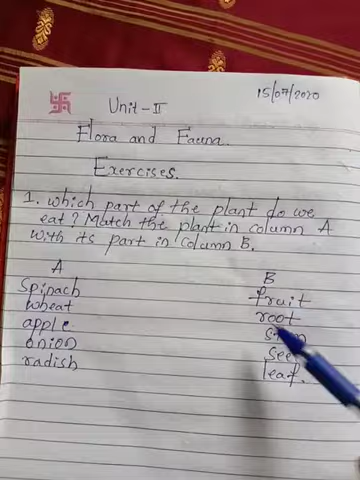 15/07/2020
Unit-II
Flora and Fauna.
Exercises.
1. which part of the plant do we
eat? Match the plant in column A
with its part in column B.
A B
Spinach fruit
wheat root
apple stem
onion seed
radish leaf.